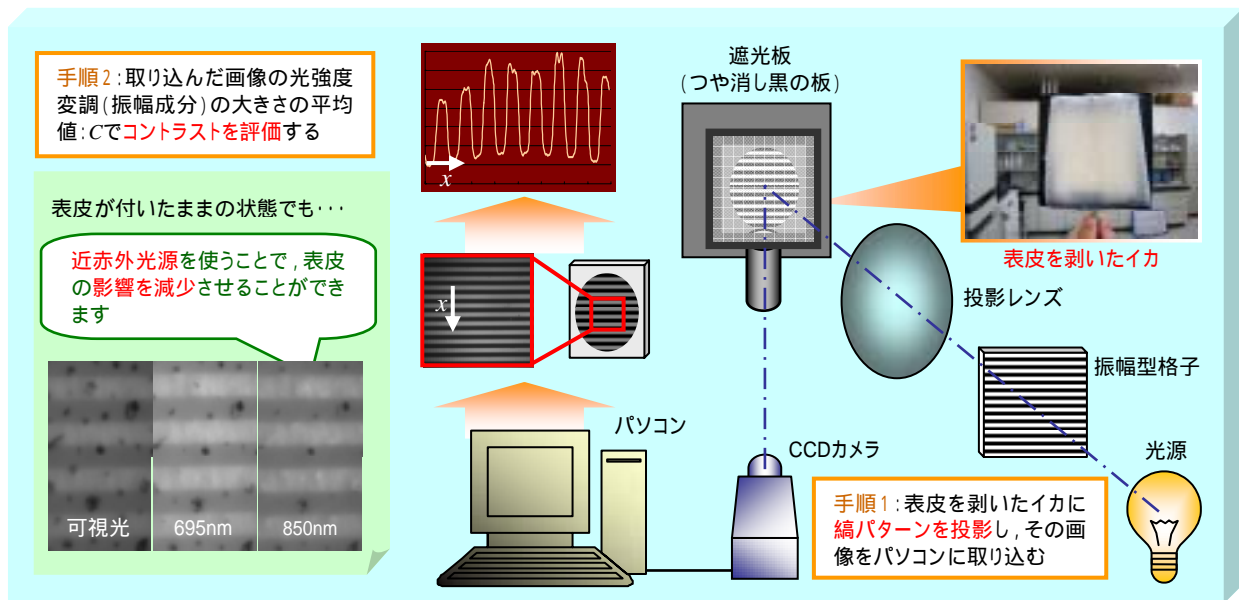 手順2:取り込んだ画像の光強度
変調(振幅成分)の大きさの平均
値:Cでコントラストを評価する
表皮が付いたままの状態でも･･･
近赤外光源を使うことで,表皮
の影響を減少させることができ
ます
可視光
695nm
850nm
x
x
パソコン
遮光板
(つや消し黒の板)
CCDカメラ
表皮を剥いたイカ
投影レンズ
振幅型格子
光源
手順1:表皮を剥いたイカに
縞パターンを投影し,その画
像をパソコンに取り込む